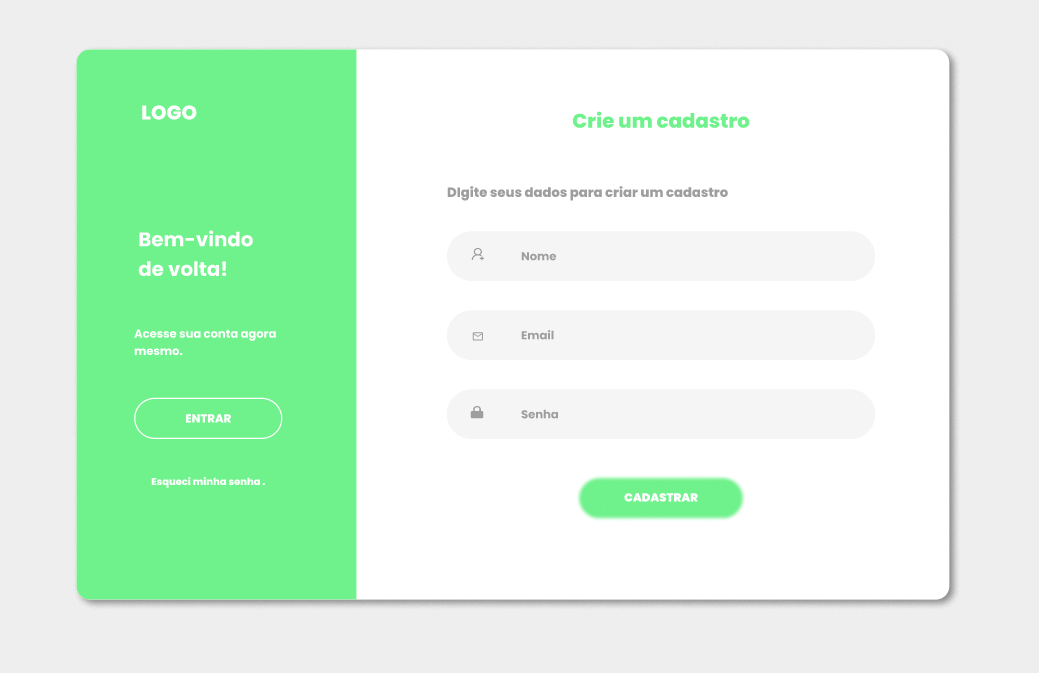 LOGO
Bem-vindo
de volta!
Acesse sua conta agora
mesmo.
ENTRAR
Esqueci minha senha .
Crie um cadastro
DIgite seus dados para criar um cadastro
Nome
Email
Senha
CADASTRAR